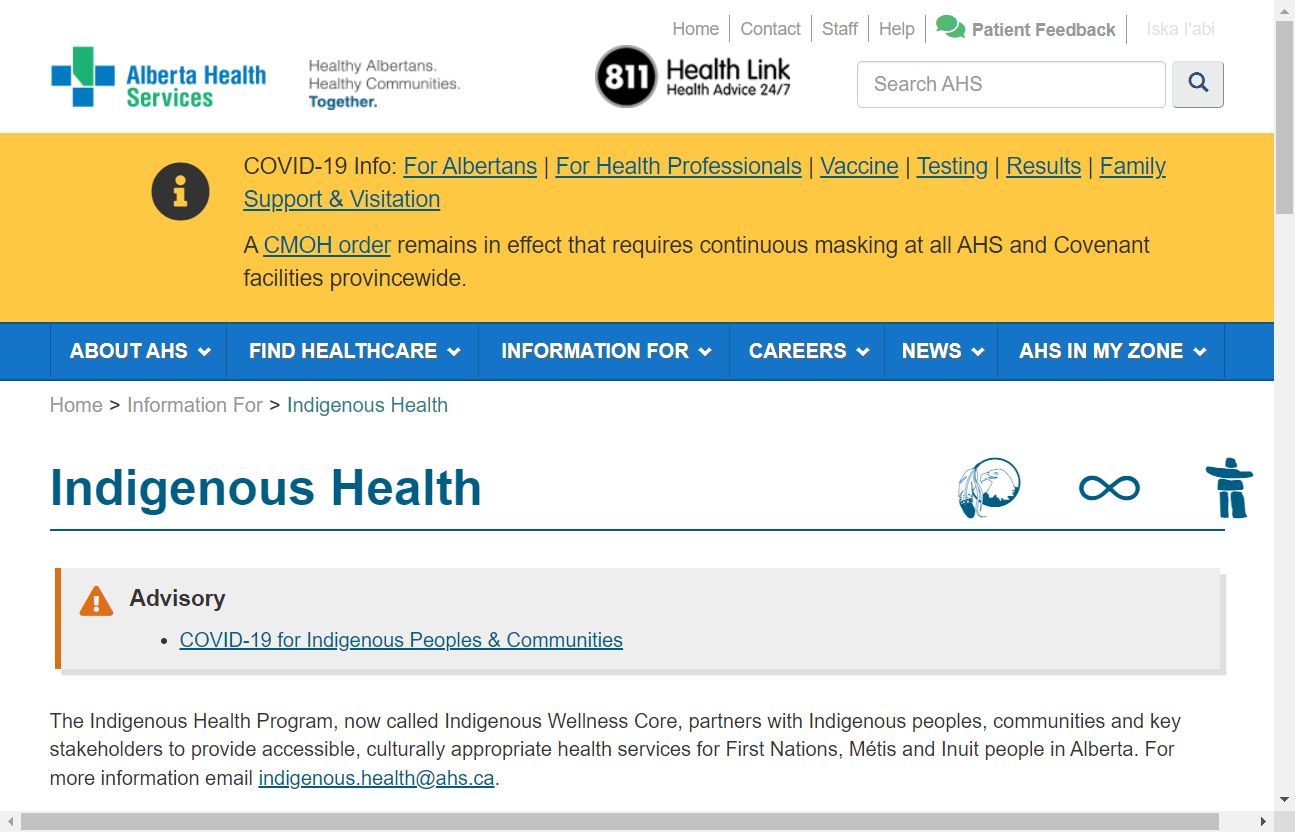 Home Contact Staff Help Patient Feedback Iska I'abi
Alberta Health
Services
Healthy Albertans.
Healthy Communities.
Together.
811 Health Link
Health Advice 24/7
Search AHS
COVID-19 Info: For Albertans | For Health Professionals | Vaccine | Testing | Results | Family
Support & Visitation
A CMOH order remains in effect that requires continuous masking at all AHS and Covenant
facilities provincewide.
ABOUT AHS FIND HEALTHCARE INFORMATION FOR CAREERS NEWS AHS IN MY ZONE
Home > Information For > Indigenous Health
Indigenous Health
Advisory
• COVID-19 for Indigenous Peoples & Communities
The Indigenous Health Program, now called Indigenous Wellness Core, partners with Indigenous peoples, communities and key
stakeholders to provide accessible, culturally appropriate health services for First Nations, Métis and Inuit people in Alberta. For
more information email indigenous.health@ahs.ca.